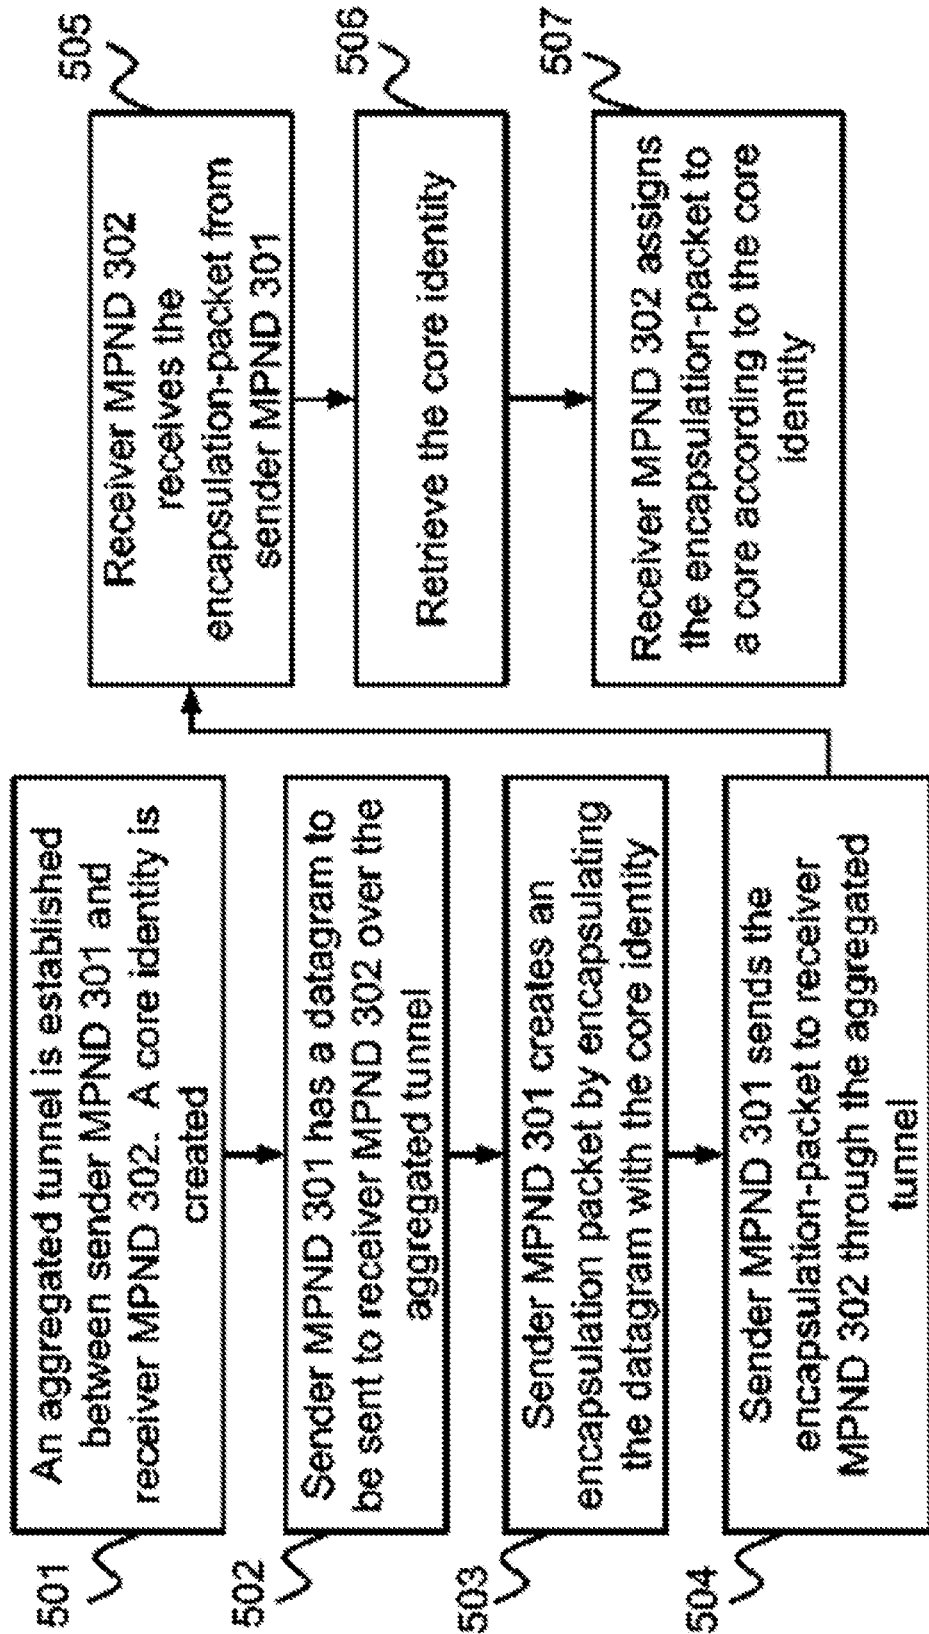 501
An aggregated tunnel is established
between sender MPND 301 and
receiver MPND 302. A core identity is
created
502
Sender MPND 301 has a datagram to
be sent to receiver MPND 302 over the
aggregated tunnel
503
Sender MPND 301 creates an
encapsulation packet by encapsulating
the datagram with the core identity
504
Sender MPND 301 sends the
encapsulation-packet to receiver
MPND 302 through the aggregated
tunnel
505
Receiver MPND 302
receives the
encapsulation-packet from
sender MPND 301
506
Retrieve the core identity
507
Receiver MPND 302 assigns
the encapsulation-packet to
a core according to the core
identity